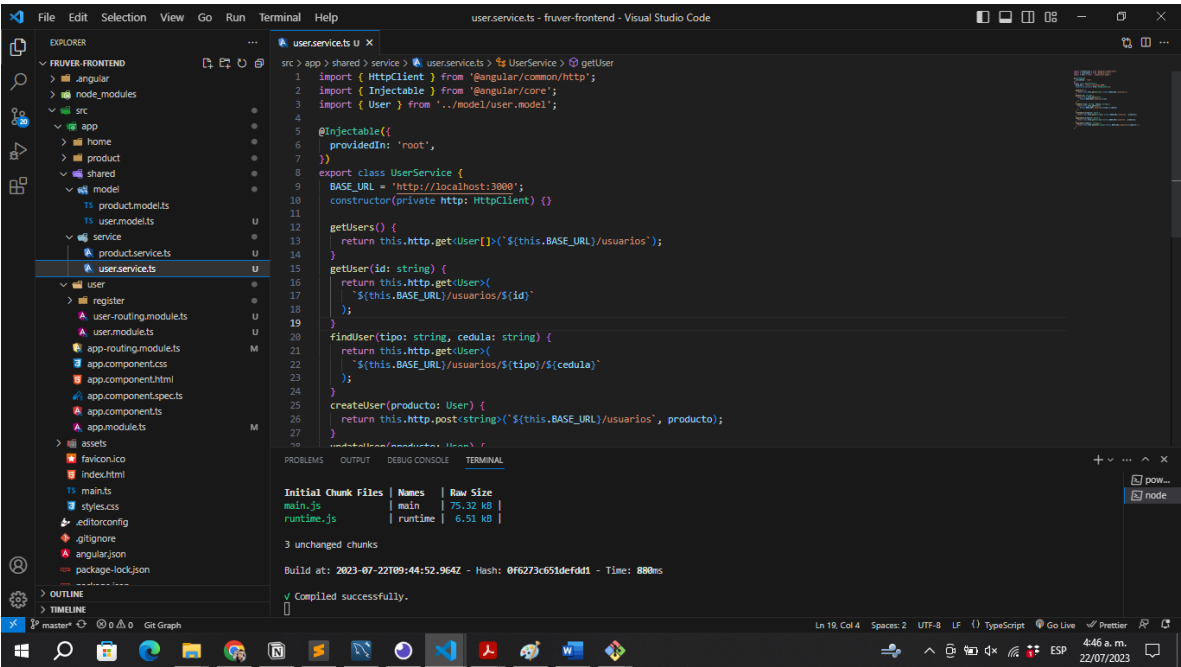 File Edit Selection View Go Run Terminal Help
user.service.ts - fruver-frontend - Visual Studio Code
EXPLORER
FRUVER-FRONTEND
.angular
node_modules
src
app
home
product
shared
model
TS product.model.ts
TS user.model.ts U
service
product.service.ts U
user.service.ts U
user
register
user-routing.module.ts U
user.module.ts U
app-routing.module.ts M
app.component.css
app.component.html
app.component.spec.ts
app.component.ts
app.module.ts M
assets
favicon.ico
index.html
TS main.ts
styles.css
.editorconfig
.gitignore
angular.json
package-lock.json
OUTLINE
TIMELINE
20
user.service.ts U
src > app > shared > service > user.service.ts > UserService > getUser
1 import { HttpClient } from '@angular/common/http';
2 import { Injectable } from '@angular/core';
3 import { User } from '../model/user.model';
4
5 @Injectable({
6 providedIn: 'root',
7 })
8 export class UserService {
9 BASE_URL = 'http://localhost:3000';
10 constructor(private http: HttpClient) {}
11
12 getUsers() {
13 return this.http.get<User[]>(`${this.BASE_URL}/usuarios`);
14 }
15 getUser(id: string) {
16 return this.http.get<User>(
17 `${this.BASE_URL}/usuarios/${id}`
18 );
19 }
20 findUser(tipo: string, cedula: string) {
21 return this.http.get<User>(
22 `${this.BASE_URL}/usuarios/${tipo}/${cedula}`
23 );
24 }
25 createUser(producto: User) {
26 return this.http.post<string>(`${this.BASE_URL}/usuarios`, producto);
27 }
28 updateUser(producto: User) {
PROBLEMS OUTPUT DEBUG CONSOLE TERMINAL
pow...
node
Initial Chunk Files | Names | Raw Size
main.js | main | 75.32 kB |
runtime.js | runtime | 6.51 kB |
3 unchanged chunks
Build at: 2023-07-22T09:44:52.964Z - Hash: 0f6273c651defdd1 - Time: 880ms
√ Compiled successfully.
master* 0 0 Git Graph
Ln 19, Col 4 Spaces: 2 UTF-8 LF {} TypeScript Go Live Prettier
ESP
4:46 a. m.
22/07/2023